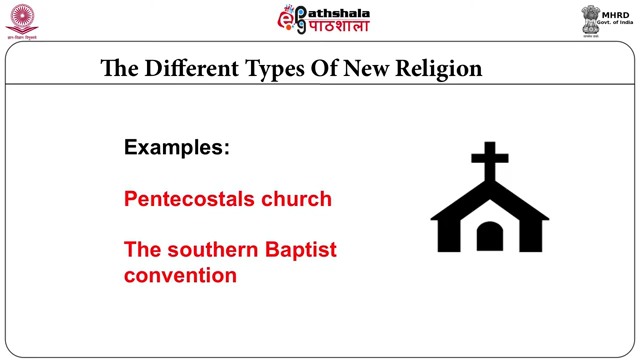 Pathshala
पाठशाला
MHRD
Govt. of India
The Different Types Of New Religion
Examples:
Pentecostals church
The southern Baptist
convention